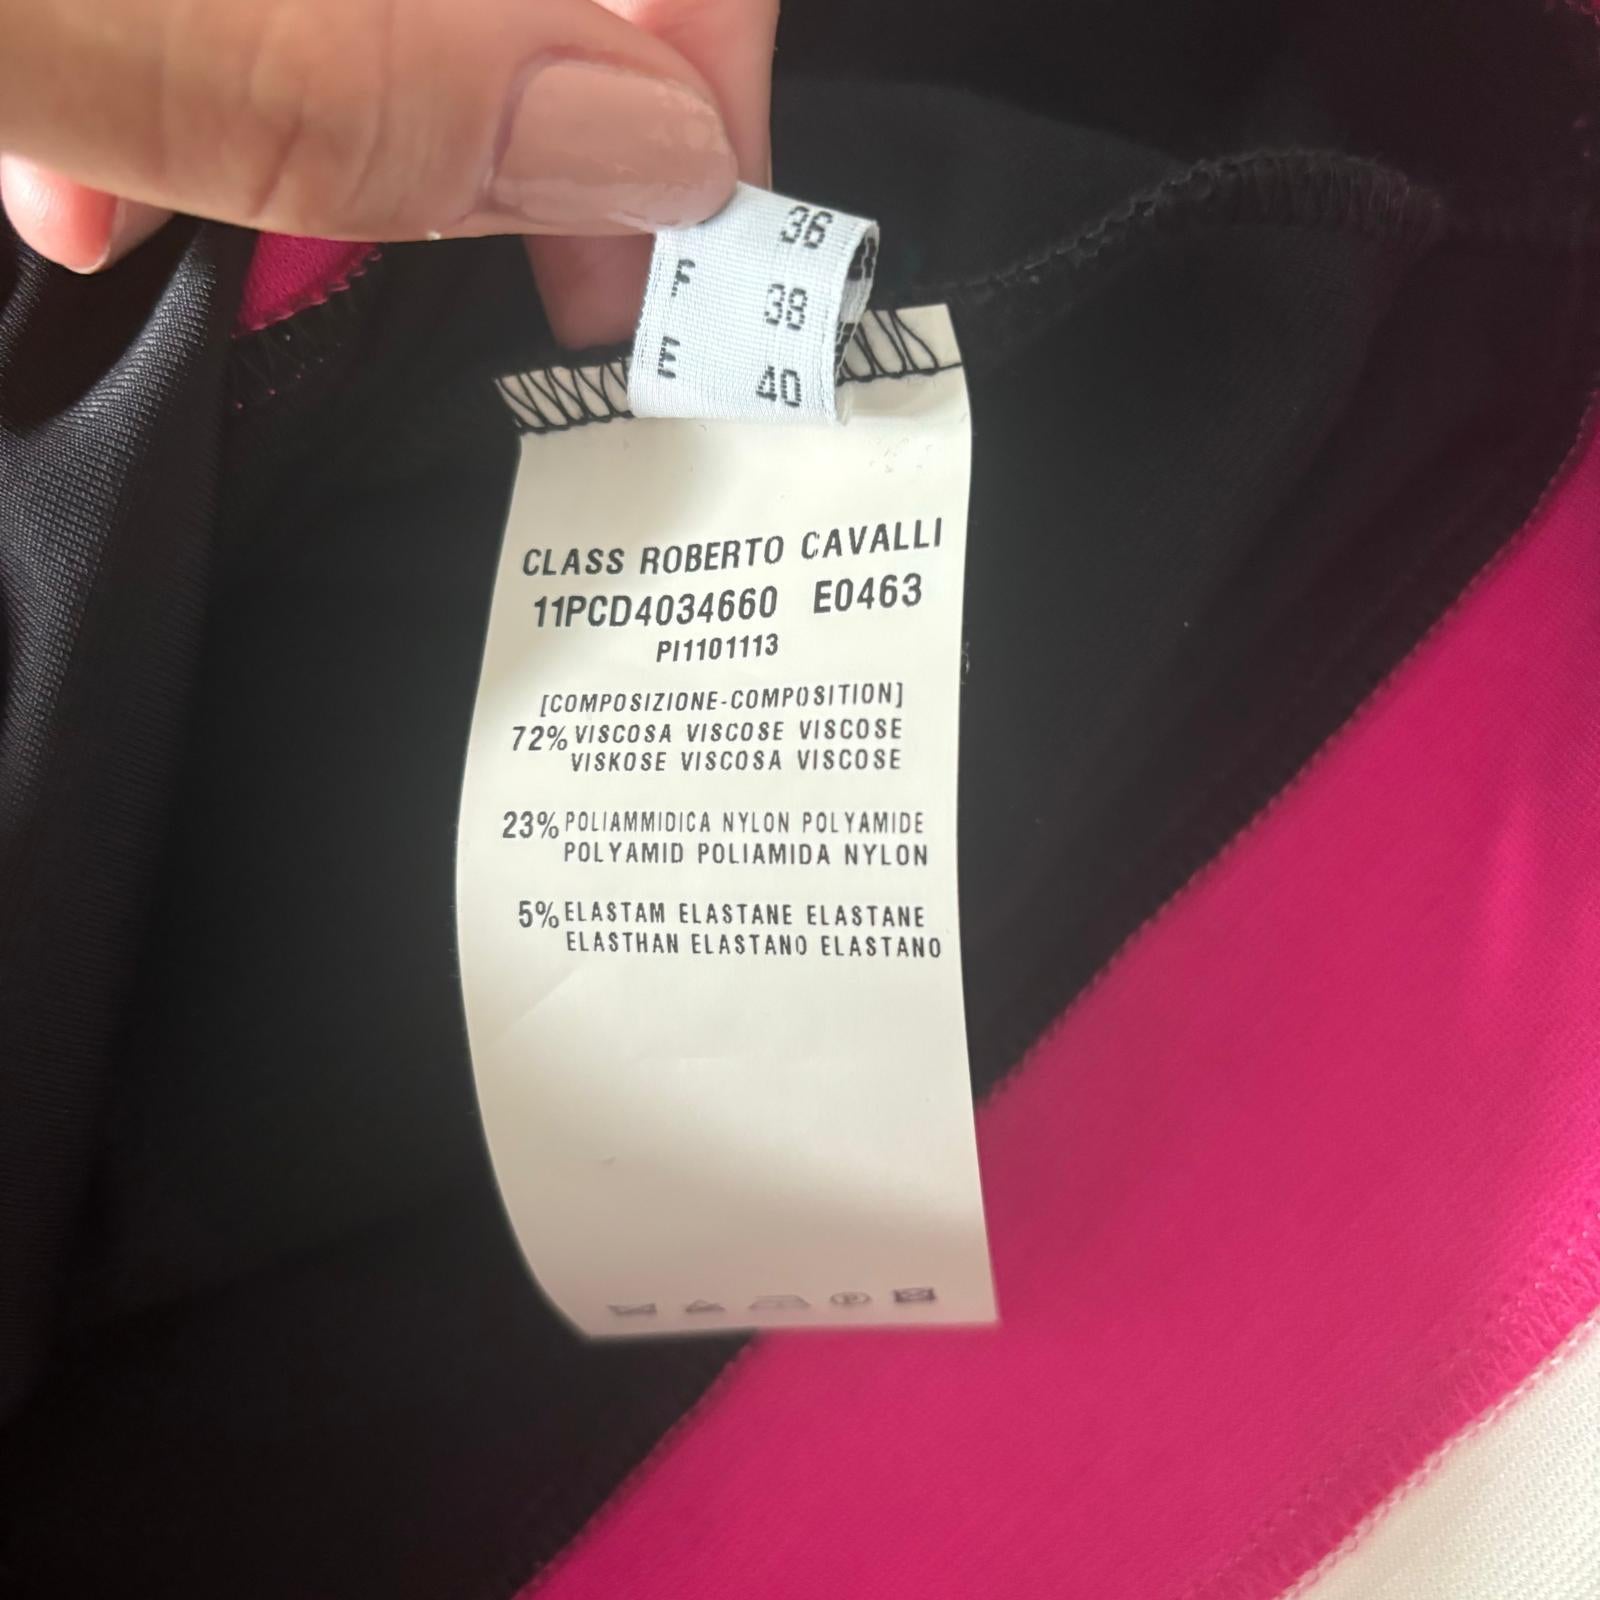 36
F 38
E 40
CLASS ROBERTO CAVALLI
11PCD4034660 E0463
PI1101113
[COMPOSIZIONE-COMPOSITION]
72% VISCOSA VISCOSE VISCOSE
VISKOSE VISCOSA VISCOSE
23% POLIAMMIDICA NYLON POLYAMIDE
POLYAMID POLIAMIDA NYLON
5% ELASTAM ELASTANE ELASTANE
ELASTHAN ELASTANO ELASTANO
P